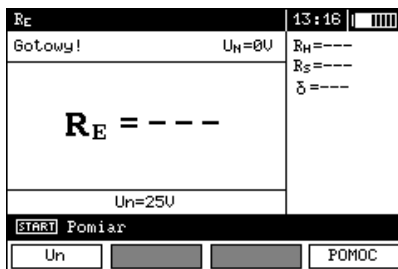 RE 13:16
Gotowy! UN=0V
RH=---
RS=---
δ=---
RE=---
Un=25V
START Pomiar
Un POMOC